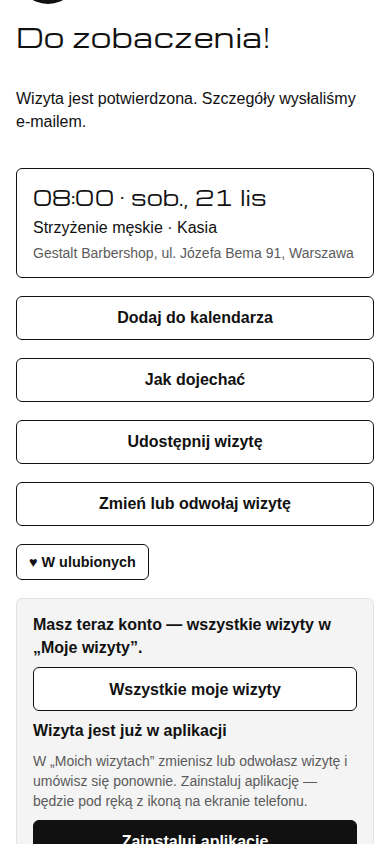 Do zobaczenia!
Wizyta jest potwierdzona. Szczegóły wysłaliśmy
e-mailem.
08:00 · sob., 21 lis
Strzyżenie męskie · Kasia
Gestalt Barbershop, ul. Józefa Bema 91, Warszawa
Dodaj do kalendarza
Jak dojechać
Udostępnij wizytę
Zmień lub odwołaj wizytę
♥ W ulubionych
Masz teraz konto — wszystkie wizyty w
„Moje wizyty”.
Wszystkie moje wizyty
Wizyta jest już w aplikacji
W „Moich wizytach” zmienisz lub odwołasz wizytę i
umówisz się ponownie. Zainstaluj aplikację —
będzie pod ręką z ikoną na ekranie telefonu.
Zainstaluj aplikację